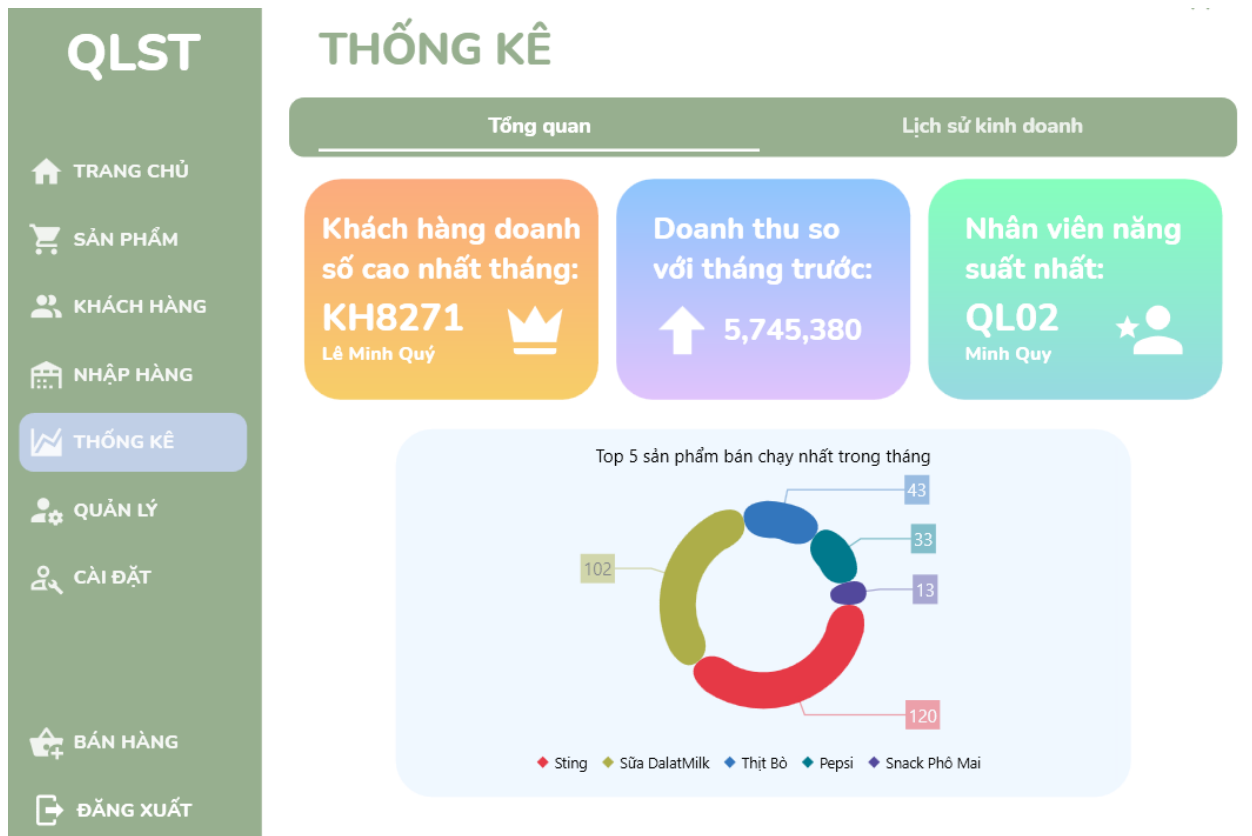 QLST
TRANG CHỦ
SẢN PHẨM
KHÁCH HÀNG
NHẬP HÀNG
THỐNG KÊ
QUẢN LÝ
CÀI ĐẶT
BÁN HÀNG
ĐĂNG XUẤT
THỐNG KÊ
Tổng quan
Lịch sử kinh doanh
Khách hàng doanh
số cao nhất tháng:
KH8271
Lê Minh Quý
Doanh thu so
với tháng trước:
5,745,380
Nhân viên năng
suất nhất:
QL02
Minh Quy
Top 5 sản phẩm bán chạy nhất trong tháng
43
33
102
13
120
Sting Sữa DalatMilk Thịt Bò Pepsi Snack Phô Mai